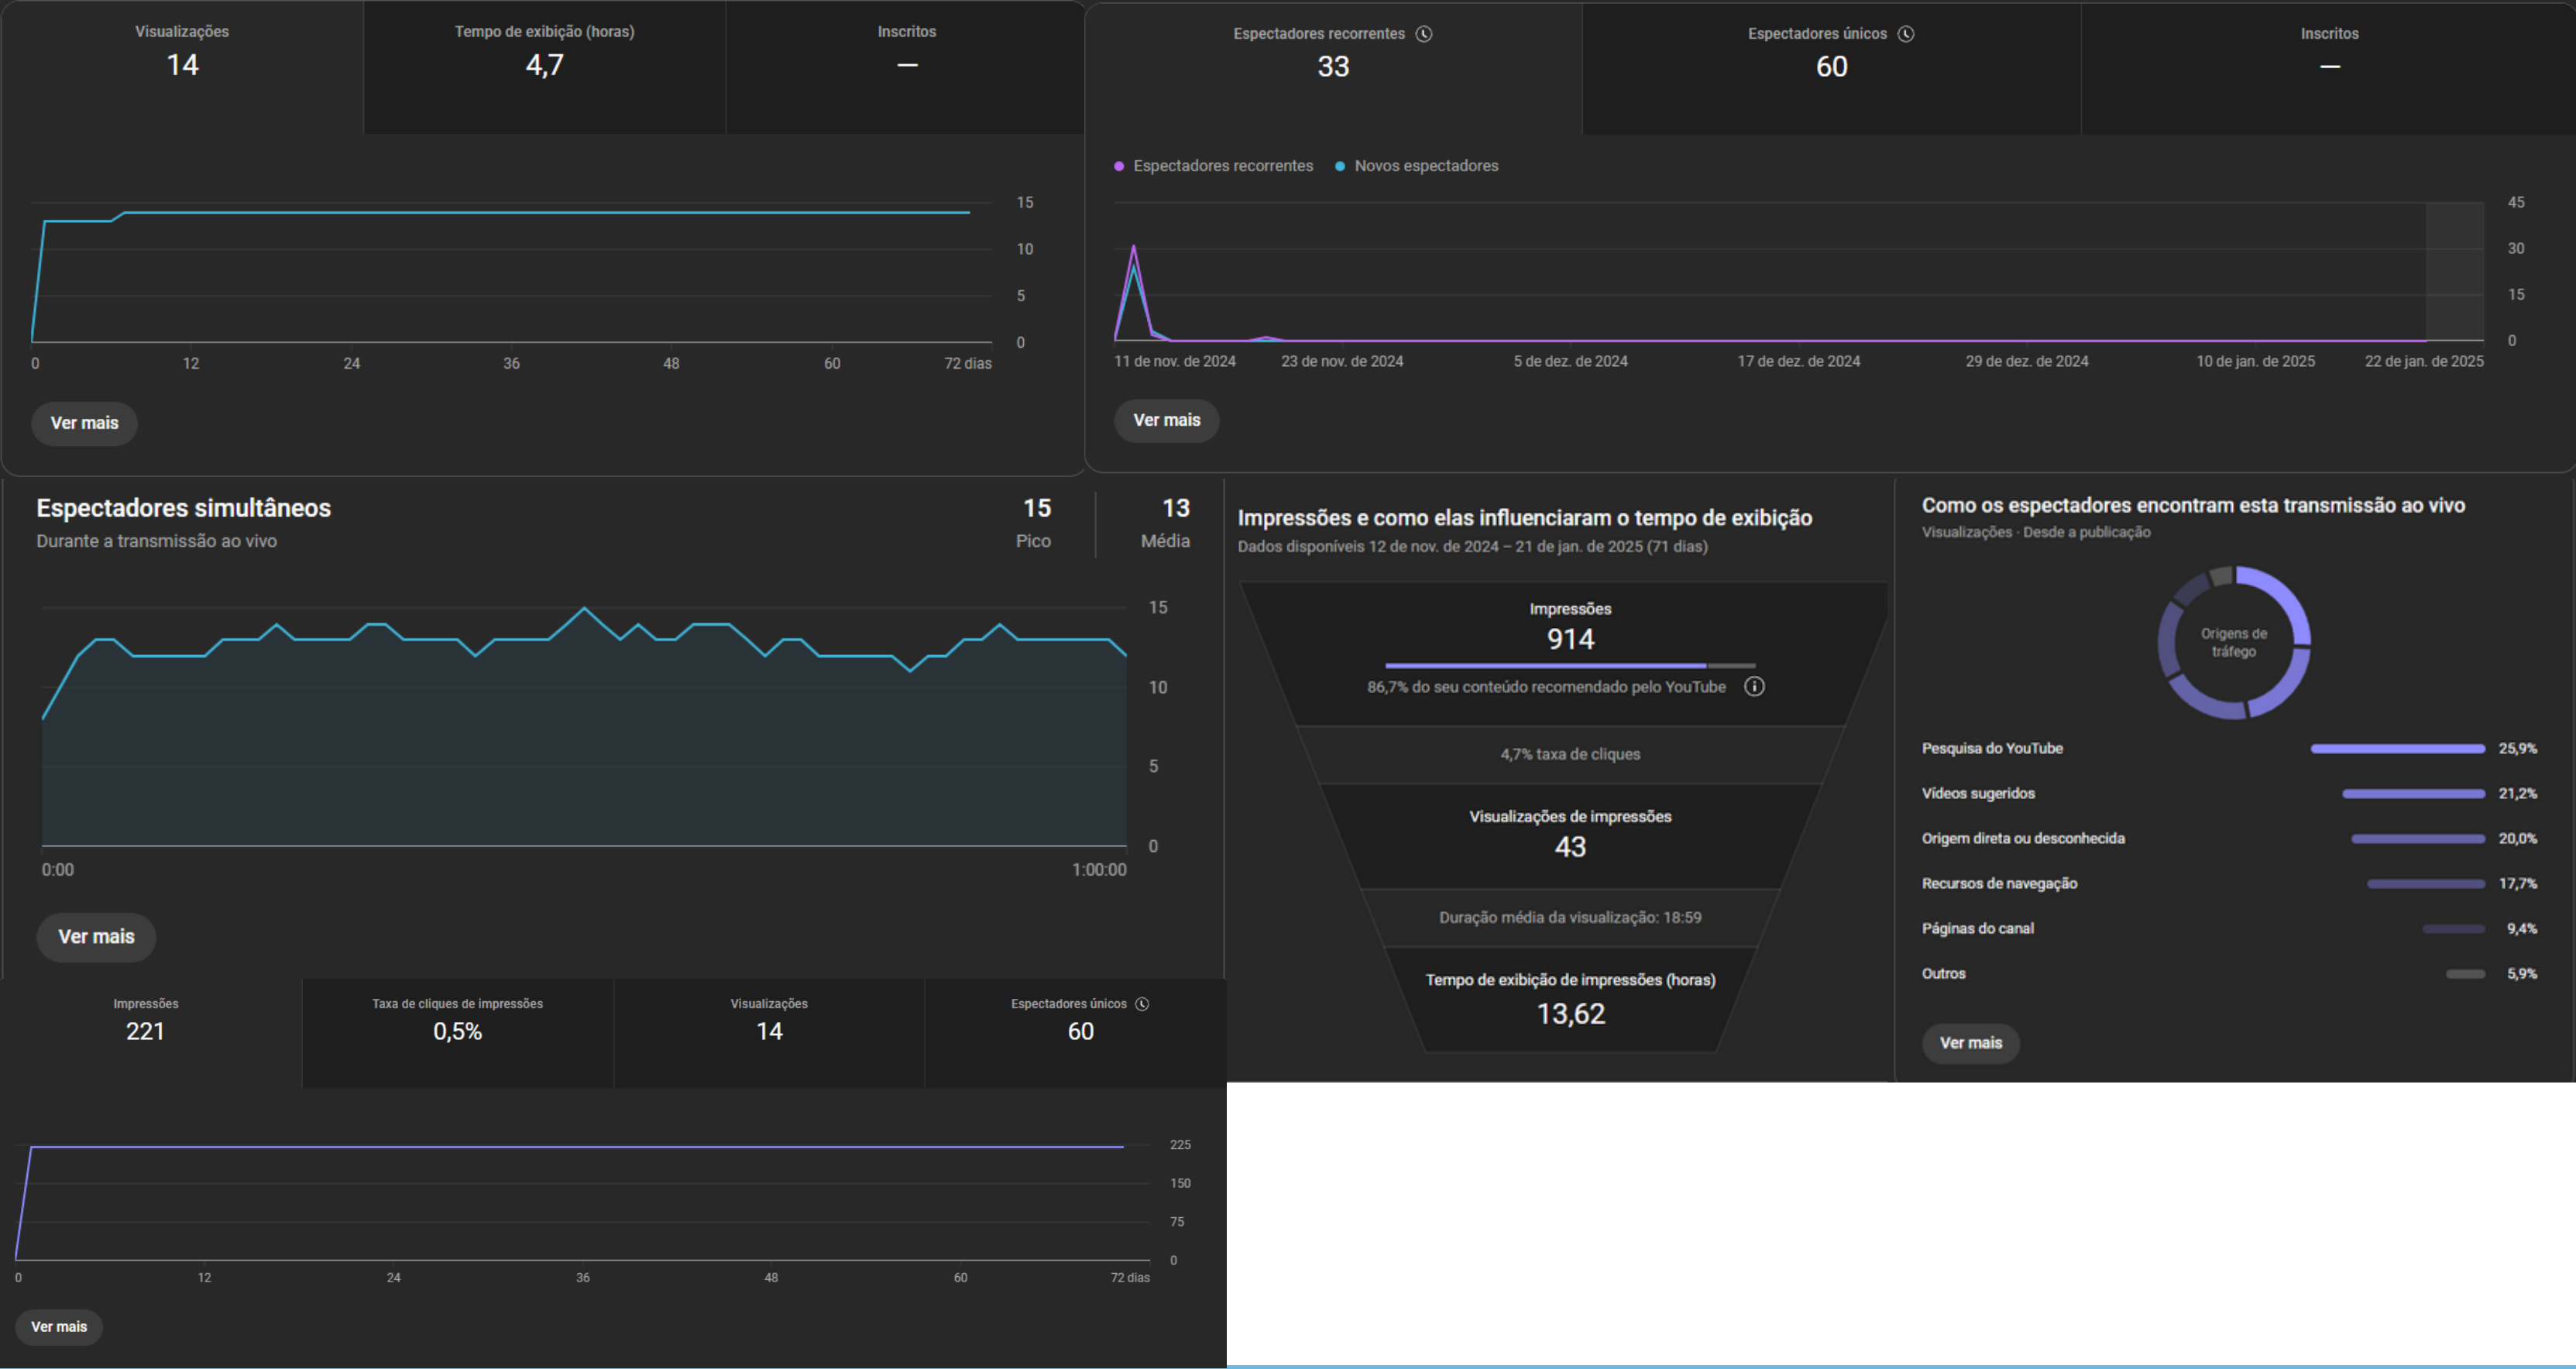 Visualizações
14
Tempo de exibição (horas)
4,7
Inscritos
—
15
10
5
0
0 12 24 36 48 60 72 dias
Ver mais
Espectadores recorrentes
33
Espectadores únicos
60
Inscritos
—
Espectadores recorrentes Novos espectadores
45
30
15
0
11 de nov. de 2024 23 de nov. de 2024 5 de dez. de 2024 17 de dez. de 2024 29 de dez. de 2024 10 de jan. de 2025 22 de jan. de 2025
Ver mais
Espectadores simultâneos
Durante a transmissão ao vivo
15
Pico
13
Média
15
10
5
0
0:00 1:00:00
Ver mais
Impressões e como elas influenciaram o tempo de exibição
Dados disponíveis 12 de nov. de 2024 – 21 de jan. de 2025 (71 dias)
Impressões
914
86,7% do seu conteúdo recomendado pelo YouTube
4,7% taxa de cliques
Visualizações de impressões
43
Duração média da visualização: 18:59
Tempo de exibição de impressões (horas)
13,62
Como os espectadores encontram esta transmissão ao vivo
Visualizações · Desde a publicação
Origens de
tráfego
Pesquisa do YouTube 25,9%
Vídeos sugeridos 21,2%
Origem direta ou desconhecida 20,0%
Recursos de navegação 17,7%
Páginas do canal 9,4%
Outros 5,9%
Ver mais
Impressões
221
Taxa de cliques de impressões
0,5%
Visualizações
14
Espectadores únicos
60
225
150
75
0
0 12 24 36 48 60 72 dias
Ver mais